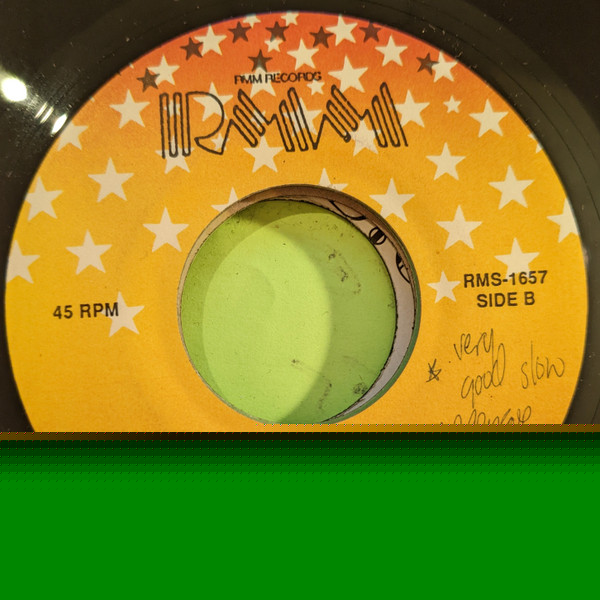 RMM RECORDS
RMM
45 RPM
RMS-1657
SIDE B
* very
good slow